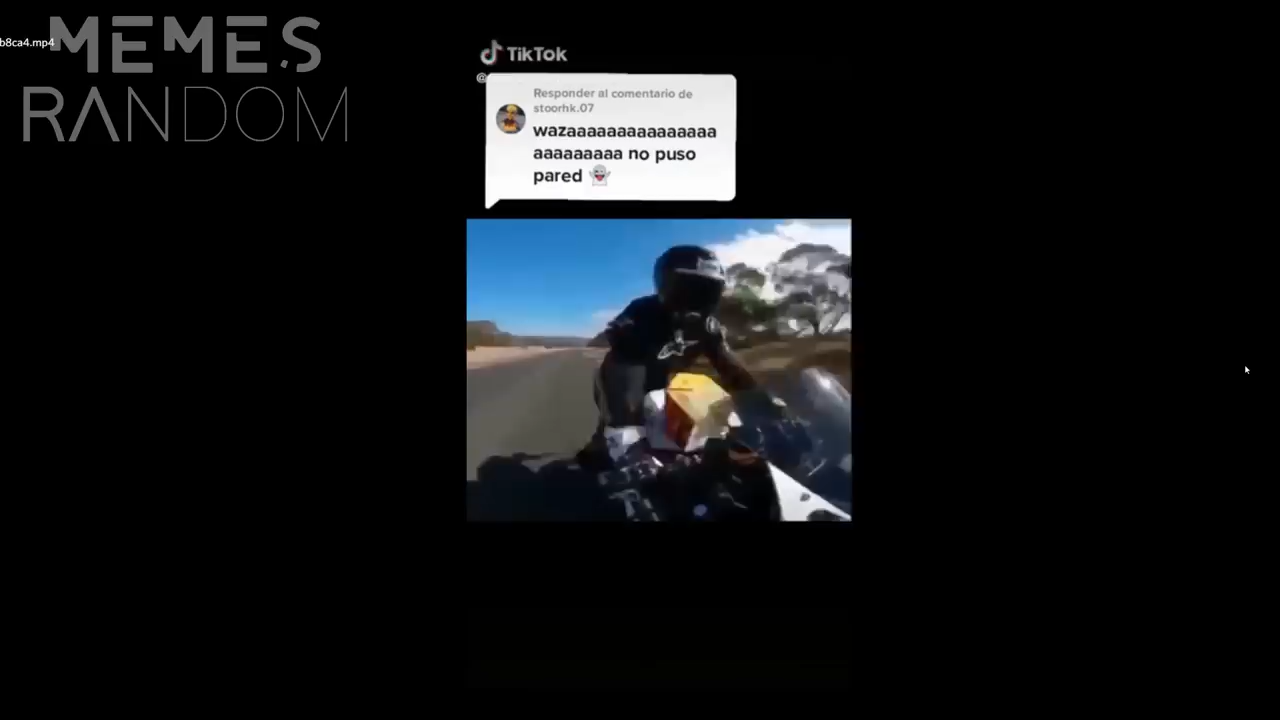 b8ca4.mp4
MEMES
RANDOM
TikTok
@
Responder al comentario de
stoorhk.07
wazaaaaaaaaaaaaaaa
aaaaaaaaa no puso
pared 👻